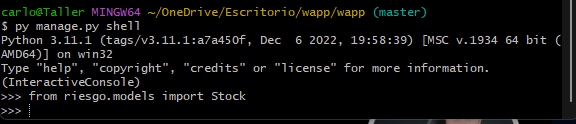 carlo@Taller MINGW64 ~/OneDrive/Escritorio/wapp/wapp (master)
$ py manage.py shell
Python 3.11.1 (tags/v3.11.1:a7a450f, Dec  6 2022, 19:58:39) [MSC v.1934 64 bit (
AMD64)] on win32
Type "help", "copyright", "credits" or "license" for more information.
(InteractiveConsole)
>>> from riesgo.models import Stock
>>>